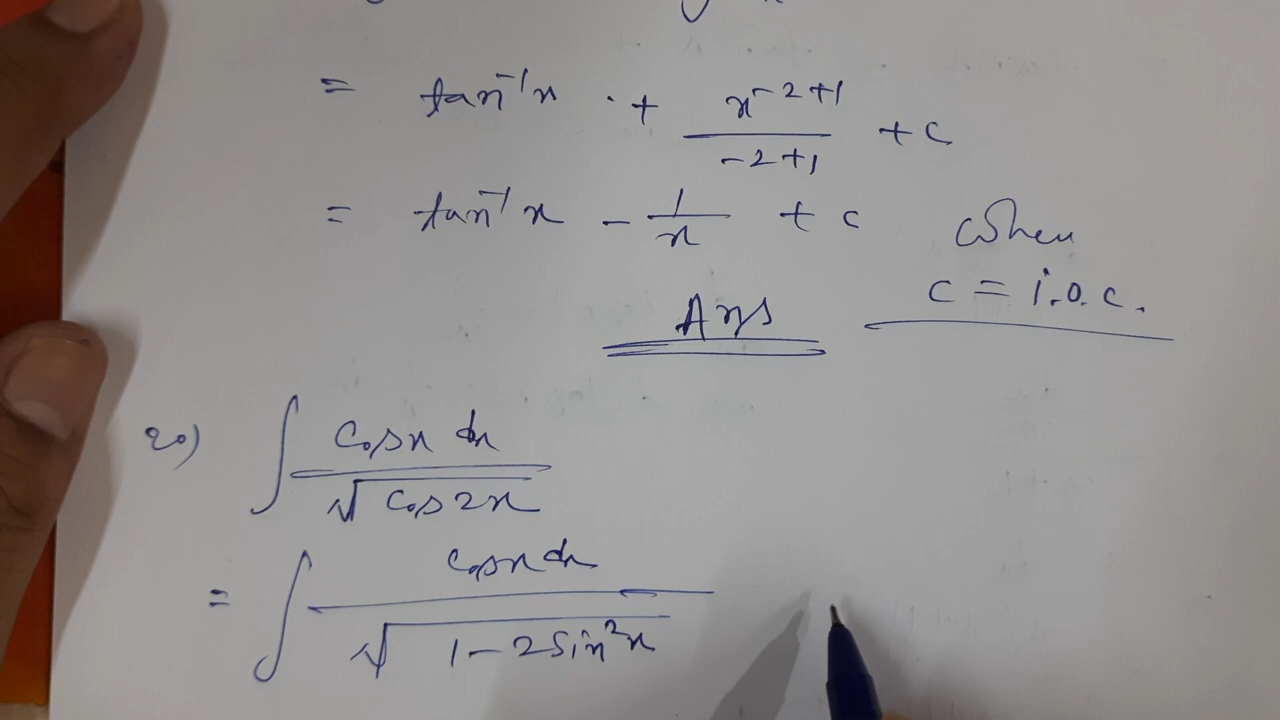 = tan⁻¹x + x⁻²⁺¹/-2+1 + c
= tan⁻¹x - 1/x + c when
c = i.o.c.
Ans
20) ∫ cosx dx / √cos2x
= ∫ cosx dx / √1-2sin²x